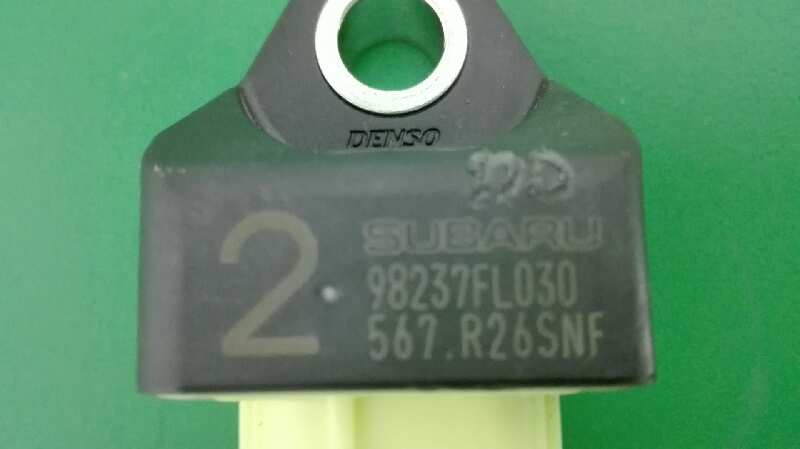 DENSO
2
SUBARU
98237FL030
567.R26SNF